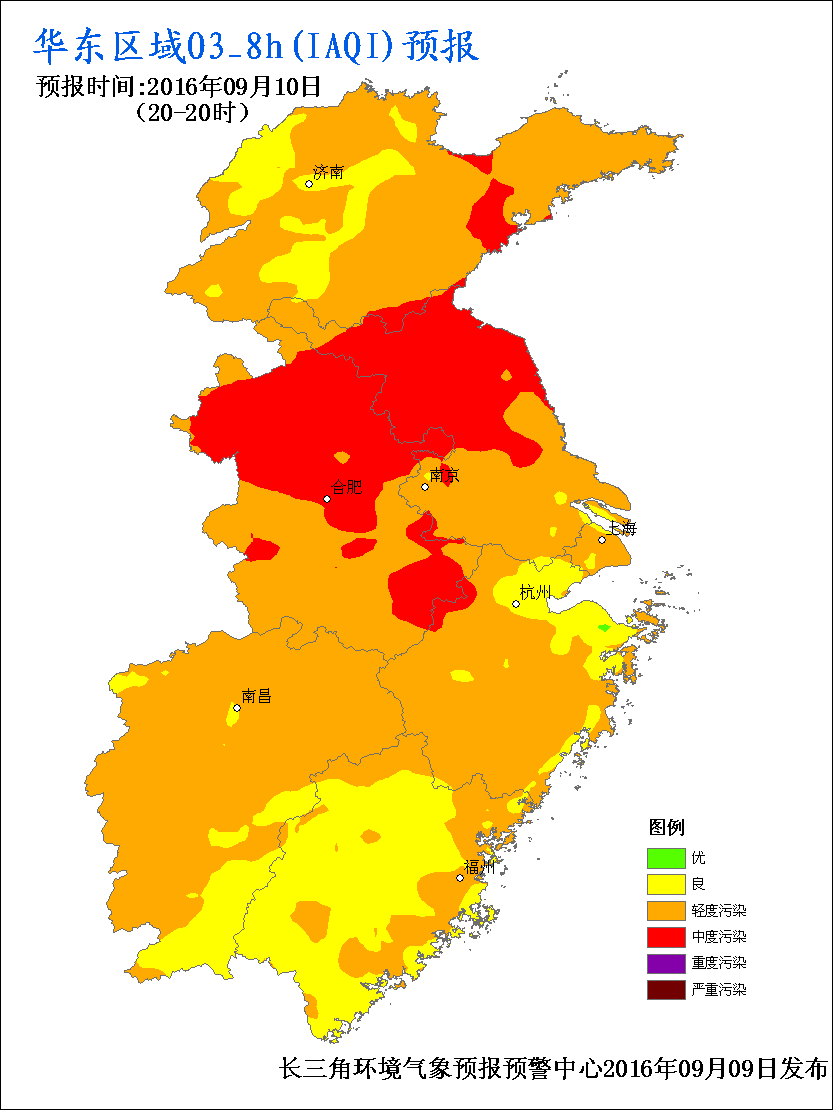 华东区域O3_8h(IAQI)预报
预报时间:2016年09月10日
(20-20时)
济南
南京
合肥
上海
杭州
南昌
福州
图例
优
良
轻度污染
中度污染
重度污染
严重污染
长三角环境气象预报预警中心2016年09月09日发布